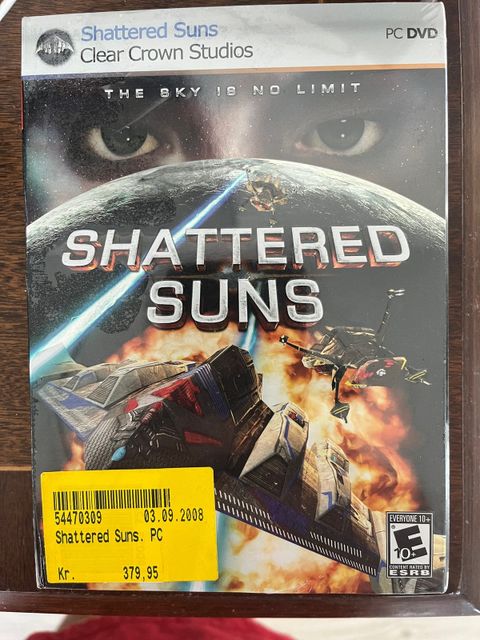 Shattered Suns
Clear Crown Studios
PC DVD
THE SKY IS NO LIMIT
SHATTERED
SUNS
54470309 03.09.2008
Shattered Suns. PC
Kr. 379,95
EVERYONE 10+
E
10+
CONTENT RATED BY
ESRB